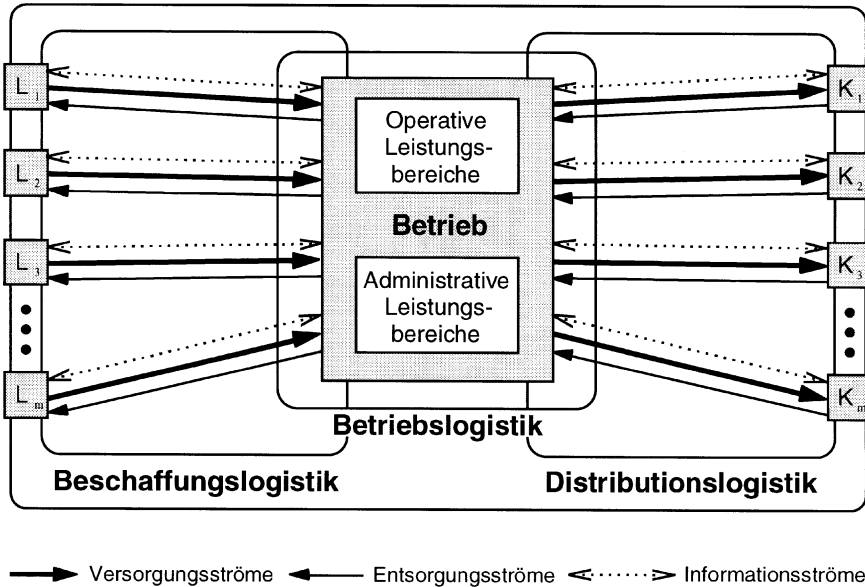 L1
L2
L3
Lm
Operative
Leistungs-
bereiche
Betrieb
Administrative
Leistungs-
bereiche
K1
K2
K3
Km
Betriebslogistik
Beschaffungslogistik
Distributionslogistik
Versorgungsströme
Entsorgungsströme
Informationsströme